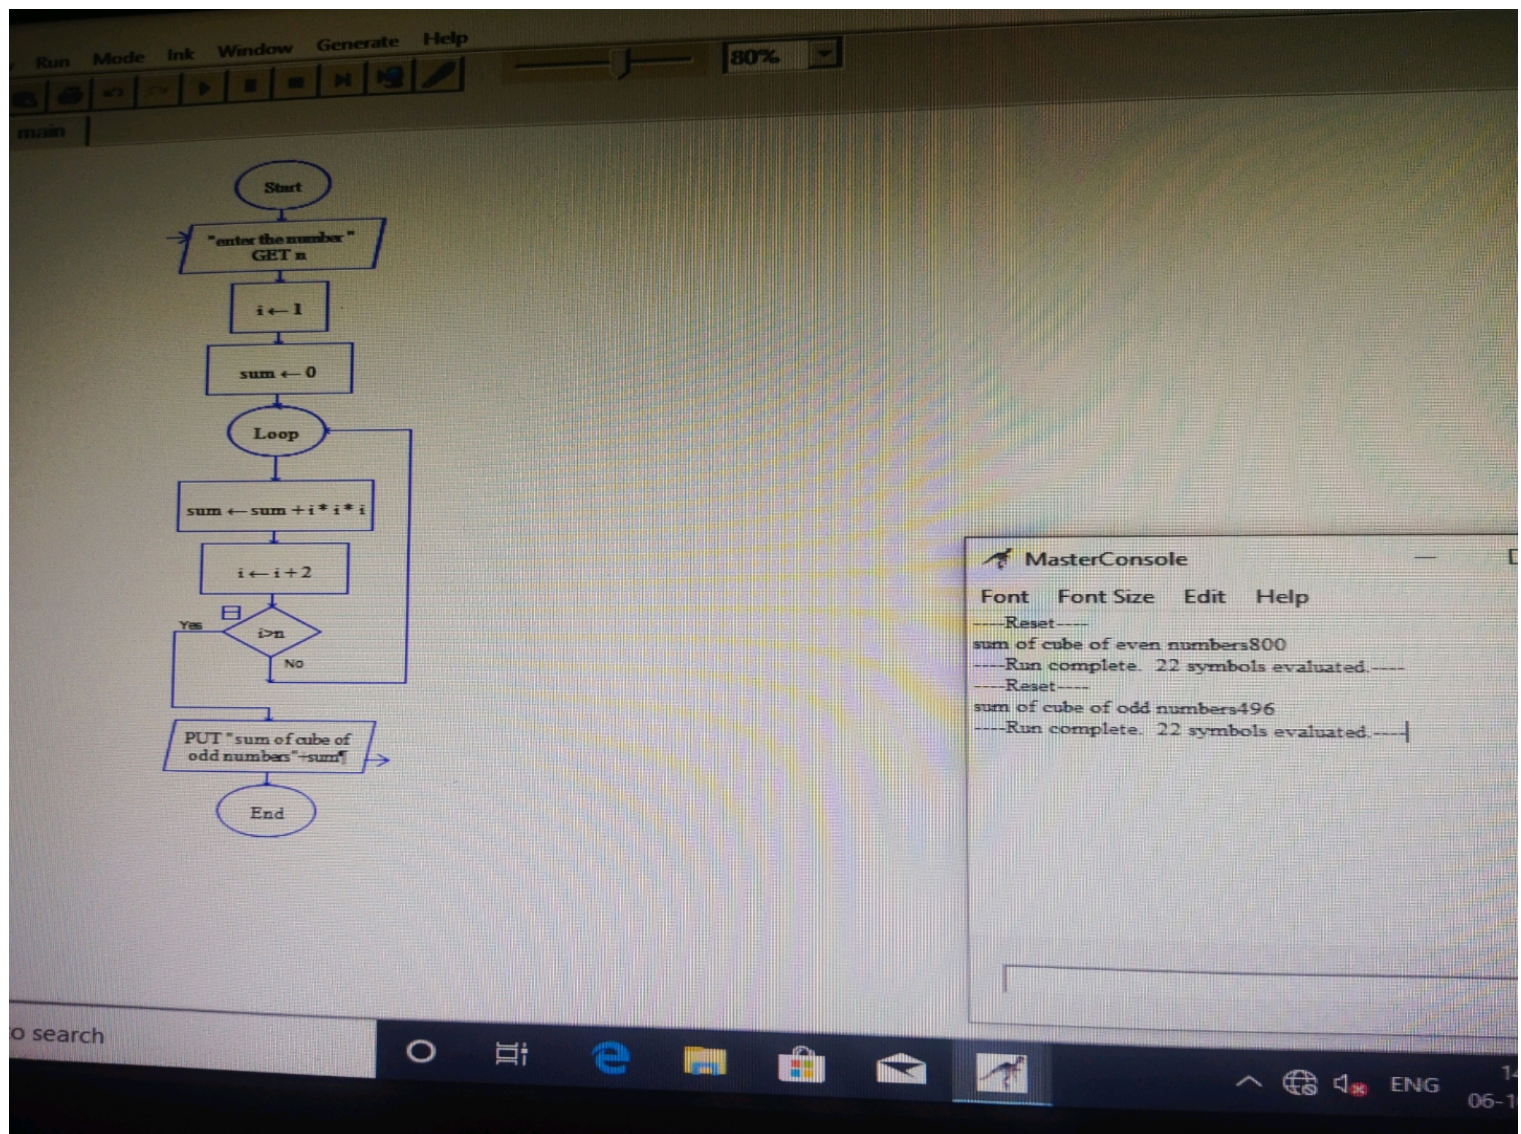 Run Mode Ink Window Generate Help
80%
main
Start
"enter the number "
GET n
i ← 1
sum ← 0
Loop
sum ← sum + i * i * i
i ← i + 2
Yes
i>n
No
PUT "sum of cube of
odd numbers"+sum¶
End
MasterConsole
Font Font Size Edit Help
----Reset----
sum of cube of even numbers800
----Run complete. 22 symbols evaluated.----
----Reset----
sum of cube of odd numbers496
----Run complete. 22 symbols evaluated.----
o search
ENG